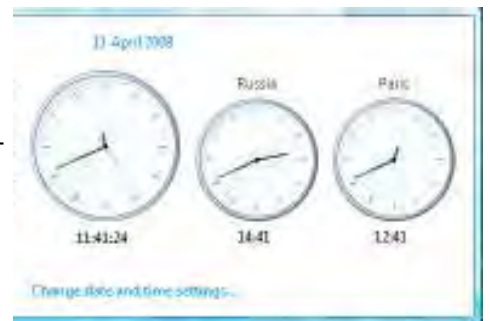 11 April 2008
Russia
Paris
11:41:24
14:41
12:41
Change date and time settings...